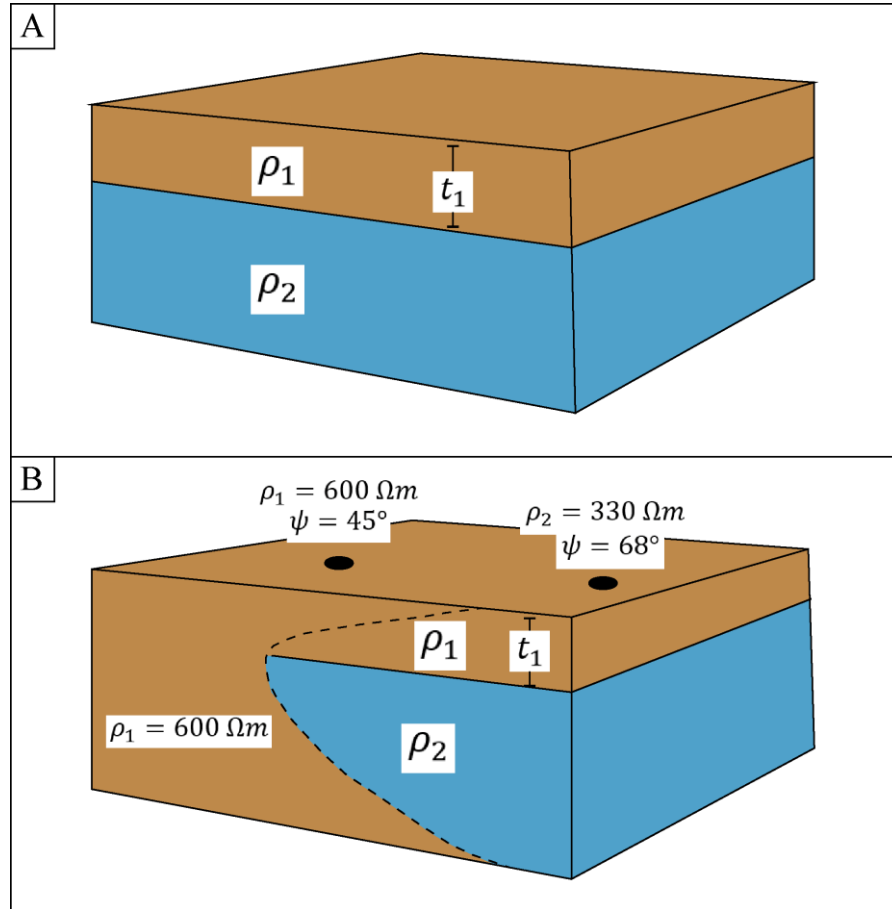 A
ρ₁
t₁
ρ₂
B
ρ₁ = 600 Ωm
ψ = 45°
ρ₂ = 330 Ωm
ψ = 68°
ρ₁
t₁
ρ₁ = 600 Ωm
ρ₂